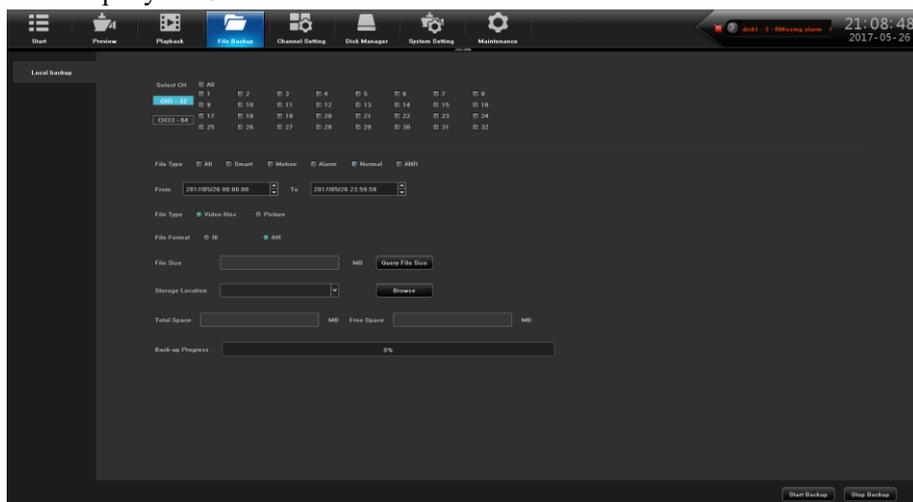 Start Preview Playback File Backup Channel Setting Disk Manager System Setting Maintenance
disk1 - 3 - 0Missing alarm
21:08:48
2017-05-26
Local backup
Select CH All
1 2 3 4 5 6 7 8
CH1 - 32
9 10 11 12 13 14 15 16
CH33 - 64
17 18 19 20 21 22 23 24
25 26 27 28 29 30 31 32
File Type All Smart Motion Alarm Normal ANR
From 2017/05/26 00:00:00 To 2017/05/26 23:59:59
File Type Video files Picture
File Format AVI
File Size MB Query File Size
Storage Location Browse
Total Space MB Free Space MB
Back-up Progress 0%
Start Backup Stop Backup